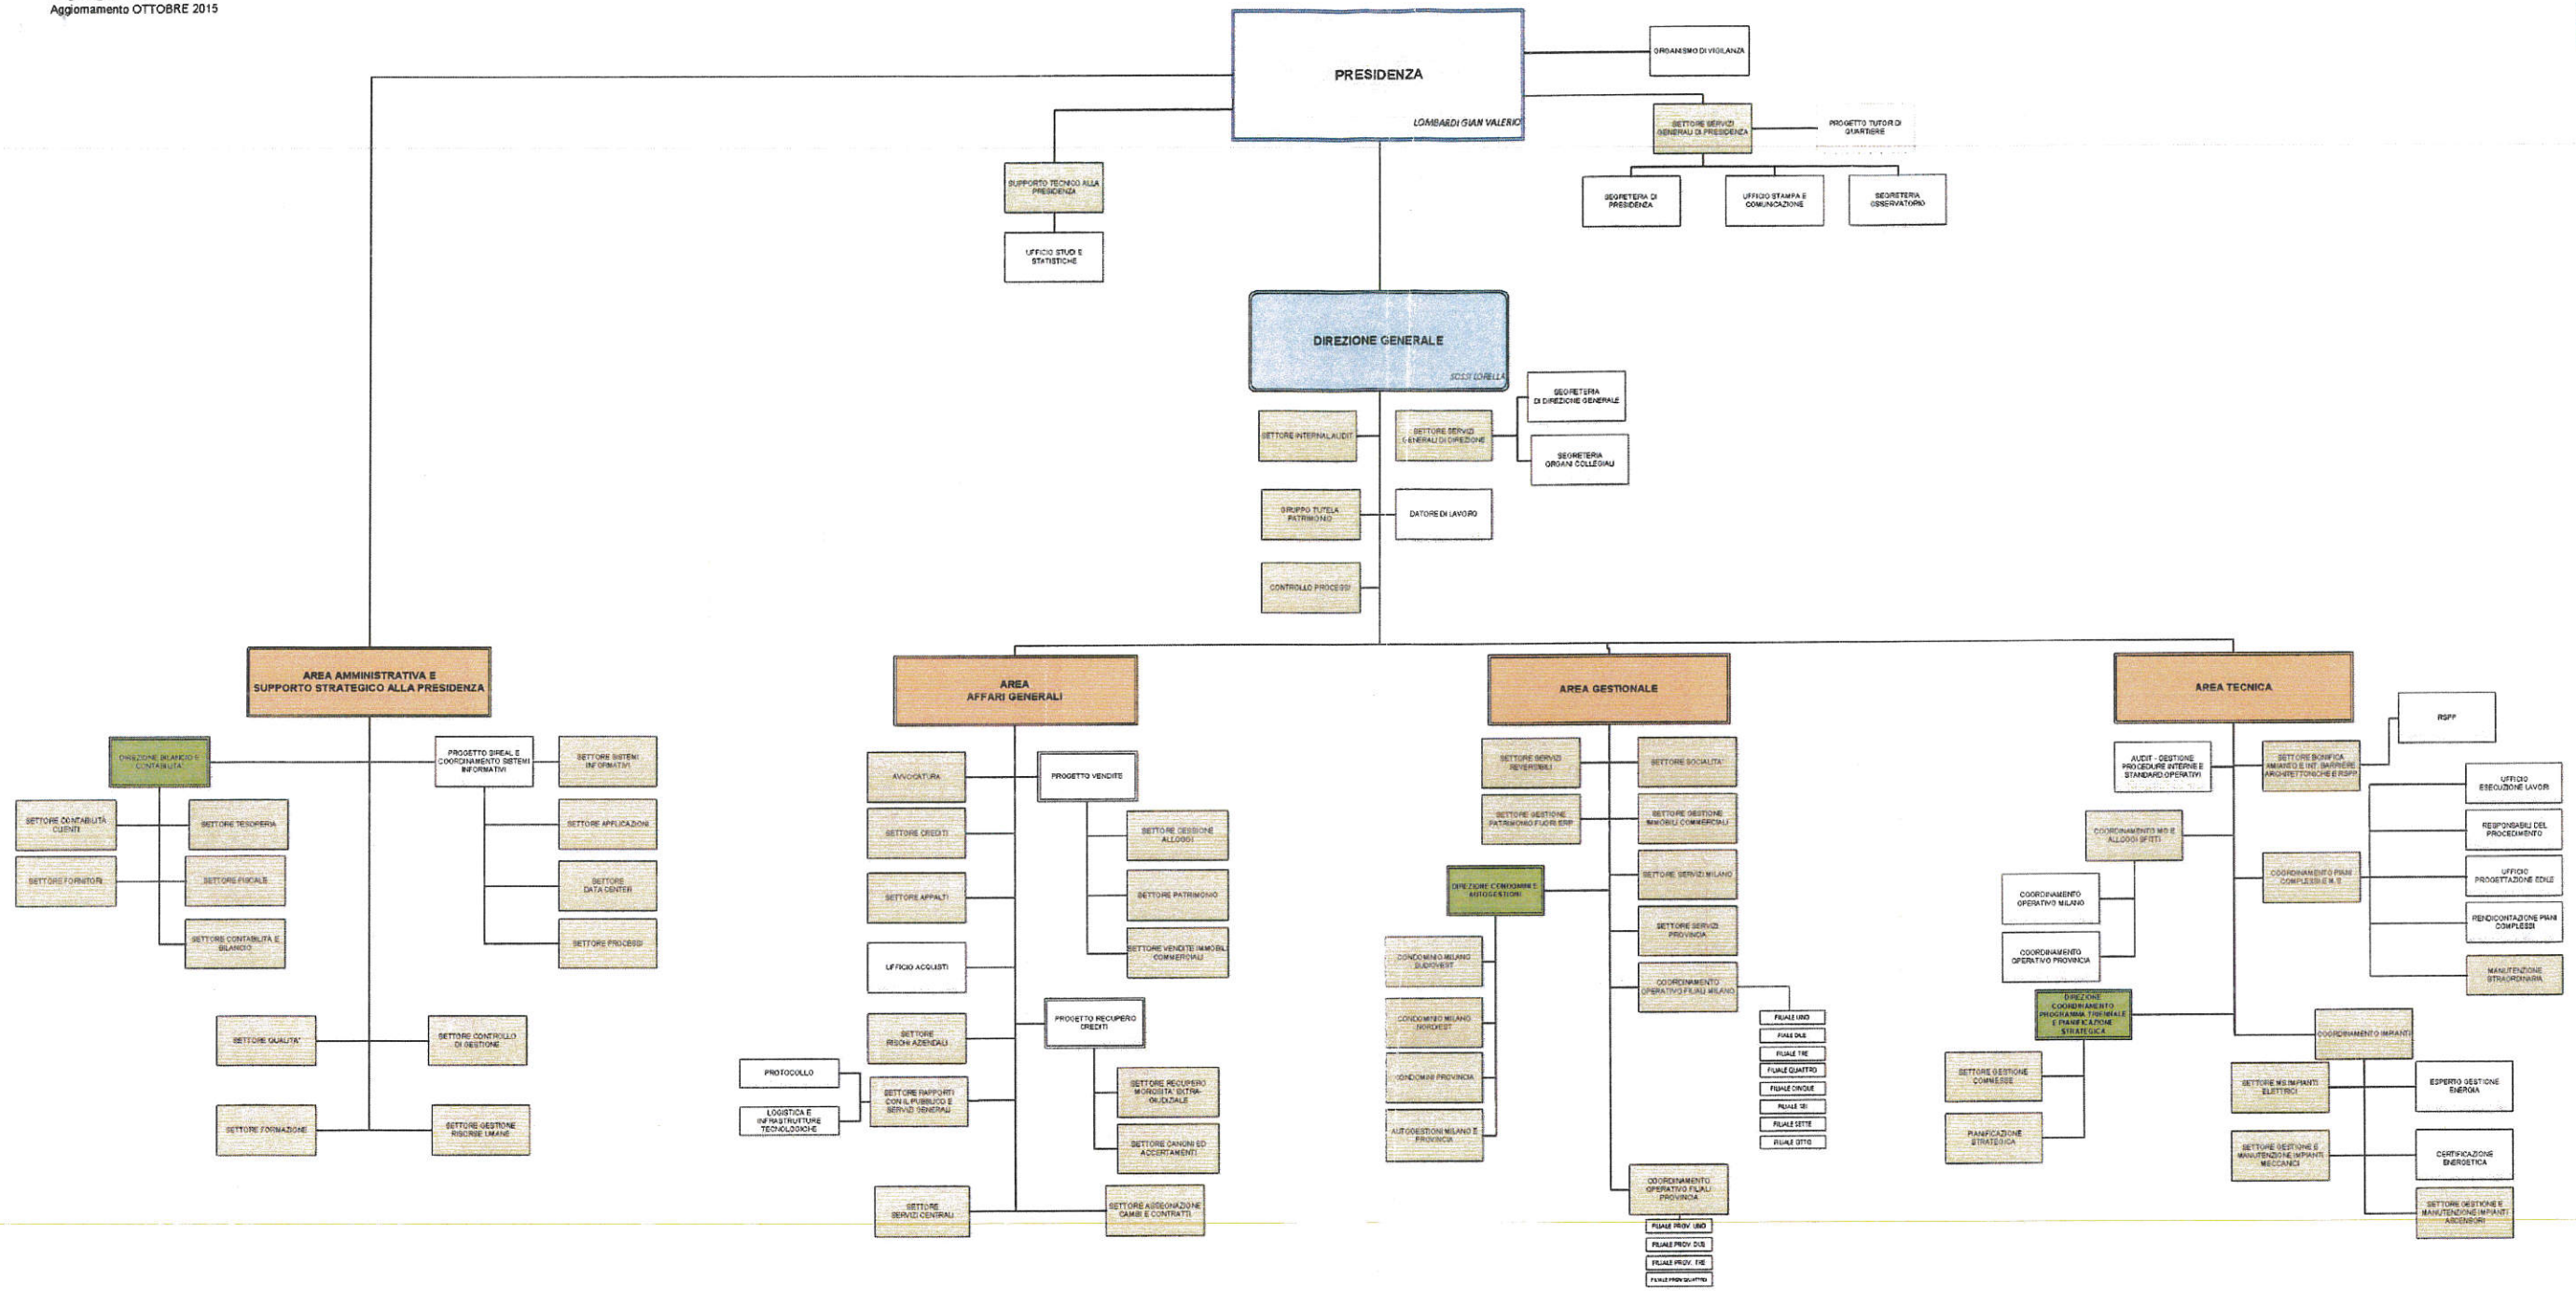 Aggiornamento OTTOBRE 2015
PRESIDENZA
LOMBARDI GIAN VALERIO
ORGANISMO DI VIGILANZA
SETTORE SERVIZI
GENERALI DI PRESIDENZA
PROGETTO TUTOR DI
QUARTIERE
SEGRETERIA DI
PRESIDENZA
UFFICIO STAMPA E
COMUNICAZIONE
SEGRETERIA
OSSERVATORIO
SUPPORTO TECNICO ALLA
PRESIDENZA
UFFICIO STUDI E
STATISTICHE
DIREZIONE GENERALE
SOSSI LORELLA
SETTORE INTERNAL AUDIT
SETTORE SERVIZI
GENERALI DI DIREZIONE
SEGRETERIA
DI DIREZIONE GENERALE
SEGRETERIA
ORGANI COLLEGIALI
GRUPPO TUTELA
PATRIMONIO
DATORE DI LAVORO
CONTROLLO PROCESSI
AREA AMMINISTRATIVA E
SUPPORTO STRATEGICO ALLA PRESIDENZA
DIREZIONE BILANCIO E
CONTABILITA'
PROGETTO SIREAL E
COORDINAMENTO SISTEMI
INFORMATIVI
SETTORE SISTEMI
INFORMATIVI
SETTORE CONTABILITÀ
CLIENTI
SETTORE TESORERIA
SETTORE APPLICAZIONI
SETTORE FORNITORI
SETTORE FISCALE
SETTORE
DATA CENTER
SETTORE CONTABILITÀ E
BILANCIO
SETTORE PROCESSI
SETTORE QUALITA'
SETTORE CONTROLLO
DI GESTIONE
SETTORE FORMAZIONE
SETTORE GESTIONE
RISORSE UMANE
AREA
AFFARI GENERALI
AVVOCATURA
PROGETTO VENDITE
SETTORE CREDITI
SETTORE CESSIONE
ALLOGGI
SETTORE APPALTI
SETTORE PATRIMONIO
UFFICIO ACQUISTI
SETTORE VENDITE IMMOBILI
COMMERCIALI
SETTORE
RISCHI AZIENDALI
PROGETTO RECUPERO
CREDITI
PROTOCOLLO
LOGISTICA E
INFRASTRUTTURE
TECNOLOGICHE
SETTORE RAPPORTI
CON IL PUBBLICO E
SERVIZI GENERALI
SETTORE RECUPERO
MOROSITA' EXTRA-
GIUDIZIALE
SETTORE CANONI ED
ACCERTAMENTI
SETTORE
SERVIZI CENTRALI
SETTORE ASSEGNAZIONE
CAMBI E CONTRATTI
AREA GESTIONALE
SETTORE SERVIZI
REVERSIBILI
SETTORE SOCIALITA'
SETTORE GESTIONE
PATRIMONIO FUORI ERP
SETTORE GESTIONE
IMMOBILI COMMERCIALI
DIREZIONE CONDOMINI E
AUTOGESTIONI
SETTORE SERVIZI MILANO
SETTORE SERVIZI
PROVINCIA
CONDOMINIO MILANO
SUD/OVEST
COORDINAMENTO
OPERATIVO FILIALI MILANO
CONDOMINIO MILANO
NORD/EST
CONDOMINI PROVINCIA
AUTOGESTIONI MILANO E
PROVINCIA
FILIALE UNO
FIALE DUE
FILIALE TRE
FILIALE QUATTRO
FILIALE CINQUE
FILIALE SEI
FILIALE SETTE
FILIALE OTTO
COORDINAMENTO
OPERATIVO FILIALI
PROVINCIA
FILIALE PROV. UNO
FILIALE PROV. DUE
FILIALE PROV. TRE
FILIALE PROV QUATTRO
AREA TECNICA
RSPP
AUDIT - GESTIONE
PROCEDURE INTERNE E
STANDARD OPERATIVI
SETTORE BONIFICA
AMIANTO E INT. BARRIERE
ARCHITETTONICHE E RSPP
UFFICIO
ESECUZIONE LAVORI
COORDINAMENTO MO E
ALLOGGI SFITTI
RESPONSABILI DEL
PROCEDIMENTO
COORDINAMENTO
OPERATIVO MILANO
COORDINAMENTO PIANI
COMPLESSI E M.S
UFFICIO
PROGETTAZIONE EDILE
RENDICONTAZIONE PIANI
COMPLESSI
COORDINAMENTO
OPERATIVO PROVINCIA
MANUTENZIONE
STRAORDINARIA
DIREZIONE
COORDINAMENTO
PROGRAMMA TRIENNALE
E PIANIFICAZIONE
STRATEGICA
COORDINAMENTO IMPIANTI
SETTORE GESTIONE
COMMESSE
SETTORE MS IMPIANTI
ELETTRICI
ESPERTO GESTIONE
ENERGIA
PIANIFICAZIONE
STRATEGICA
SETTORE GESTIONE E
MANUTENZIONE IMPIANTI
MECCANICI
CERTIFICAZIONE
ENERGETICA
SETTORE GESTIONE E
MANUTENZIONE IMPIANTI
ASCENSORI